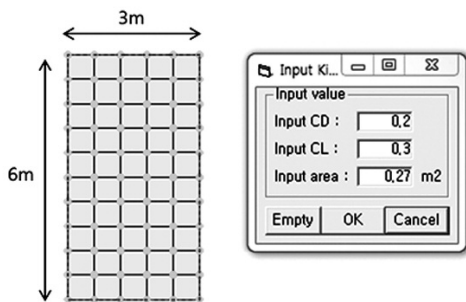 3m
6m
Input Ki...
Input value
Input CD : 0,2
Input CL : 0,3
Input area : 0,27 m2
Empty OK Cancel